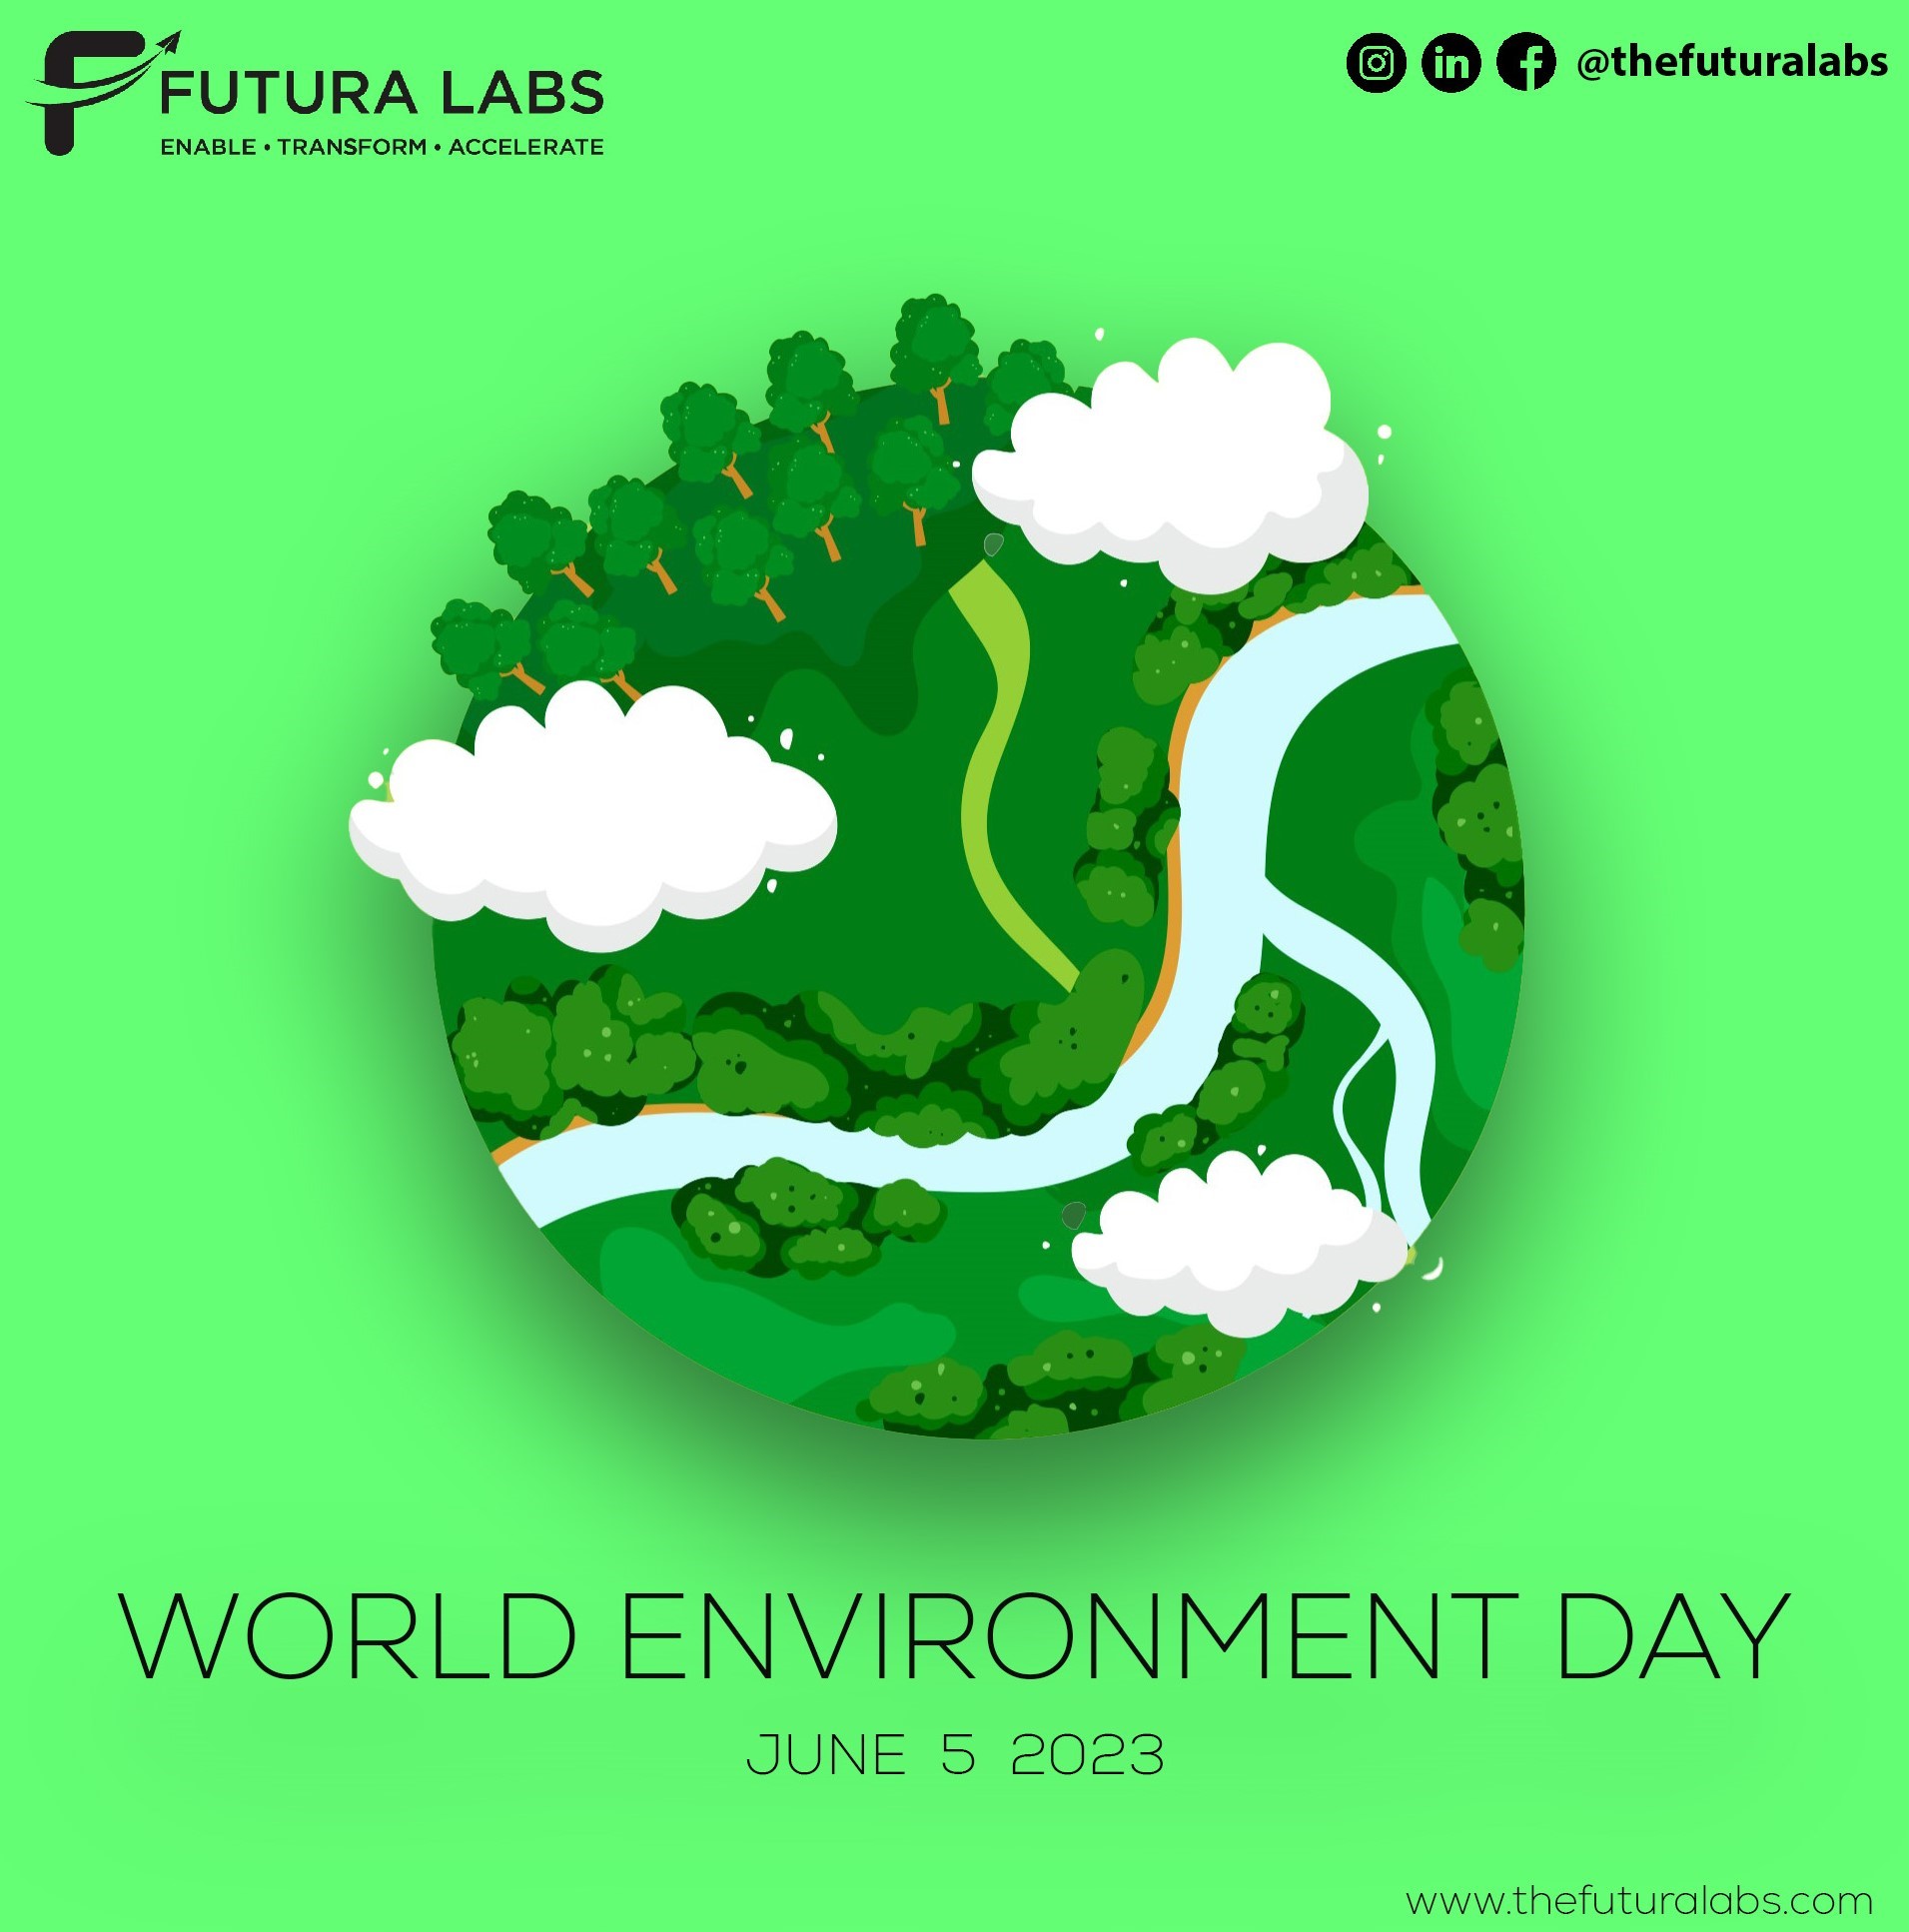 FUTURA LABS
ENABLE • TRANSFORM • ACCELERATE
@thefuturalabs
WORLD ENVIRONMENT DAY
JUNE 5 2023
www.thefuturalabs.com